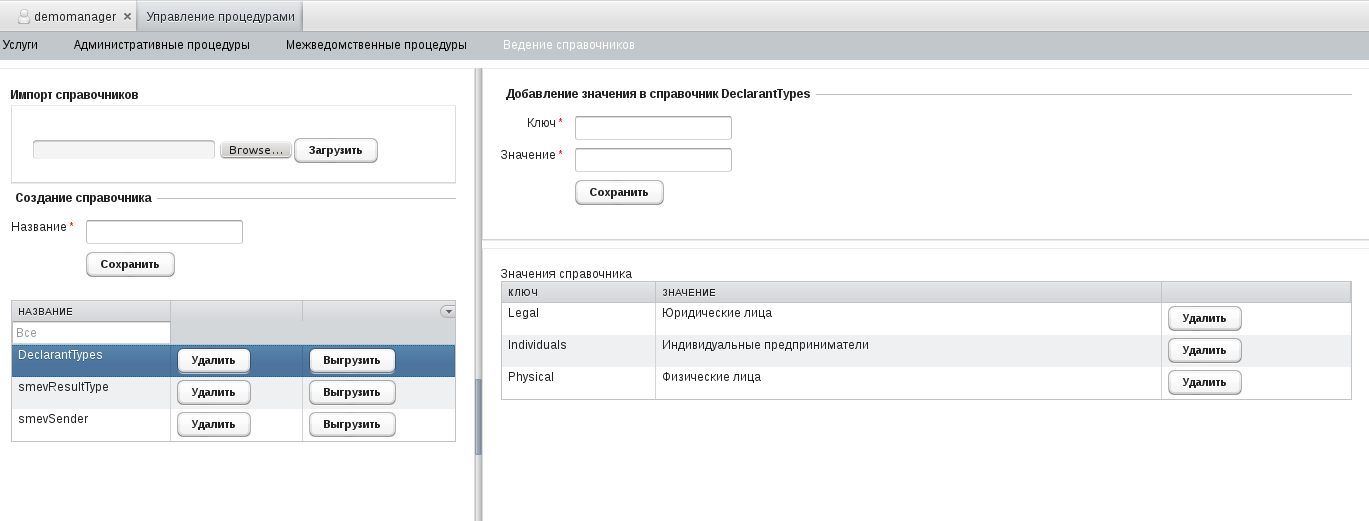 demomanager Управление процедурами
Услуги Административные процедуры Межведомственные процедуры Ведение справочников
Импорт справочников
Browse... Загрузить
Создание справочника
Название *
Сохранить
НАЗВАНИЕ
Все
DeclarantTypes Удалить Выгрузить
smevResultType Удалить Выгрузить
smevSender Удалить Выгрузить
Добавление значения в справочник DeclarantTypes
Ключ *
Значение *
Сохранить
Значения справочника
КЛЮЧ ЗНАЧЕНИЕ
Legal Юридические лица Удалить
Individuals Индивидуальные предприниматели Удалить
Physical Физические лица Удалить